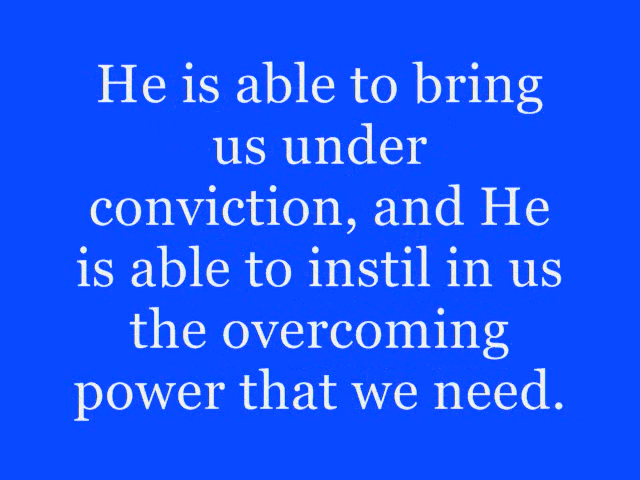 He is able to bring
us under
conviction, and He
is able to instil in us
the overcoming
power that we need.